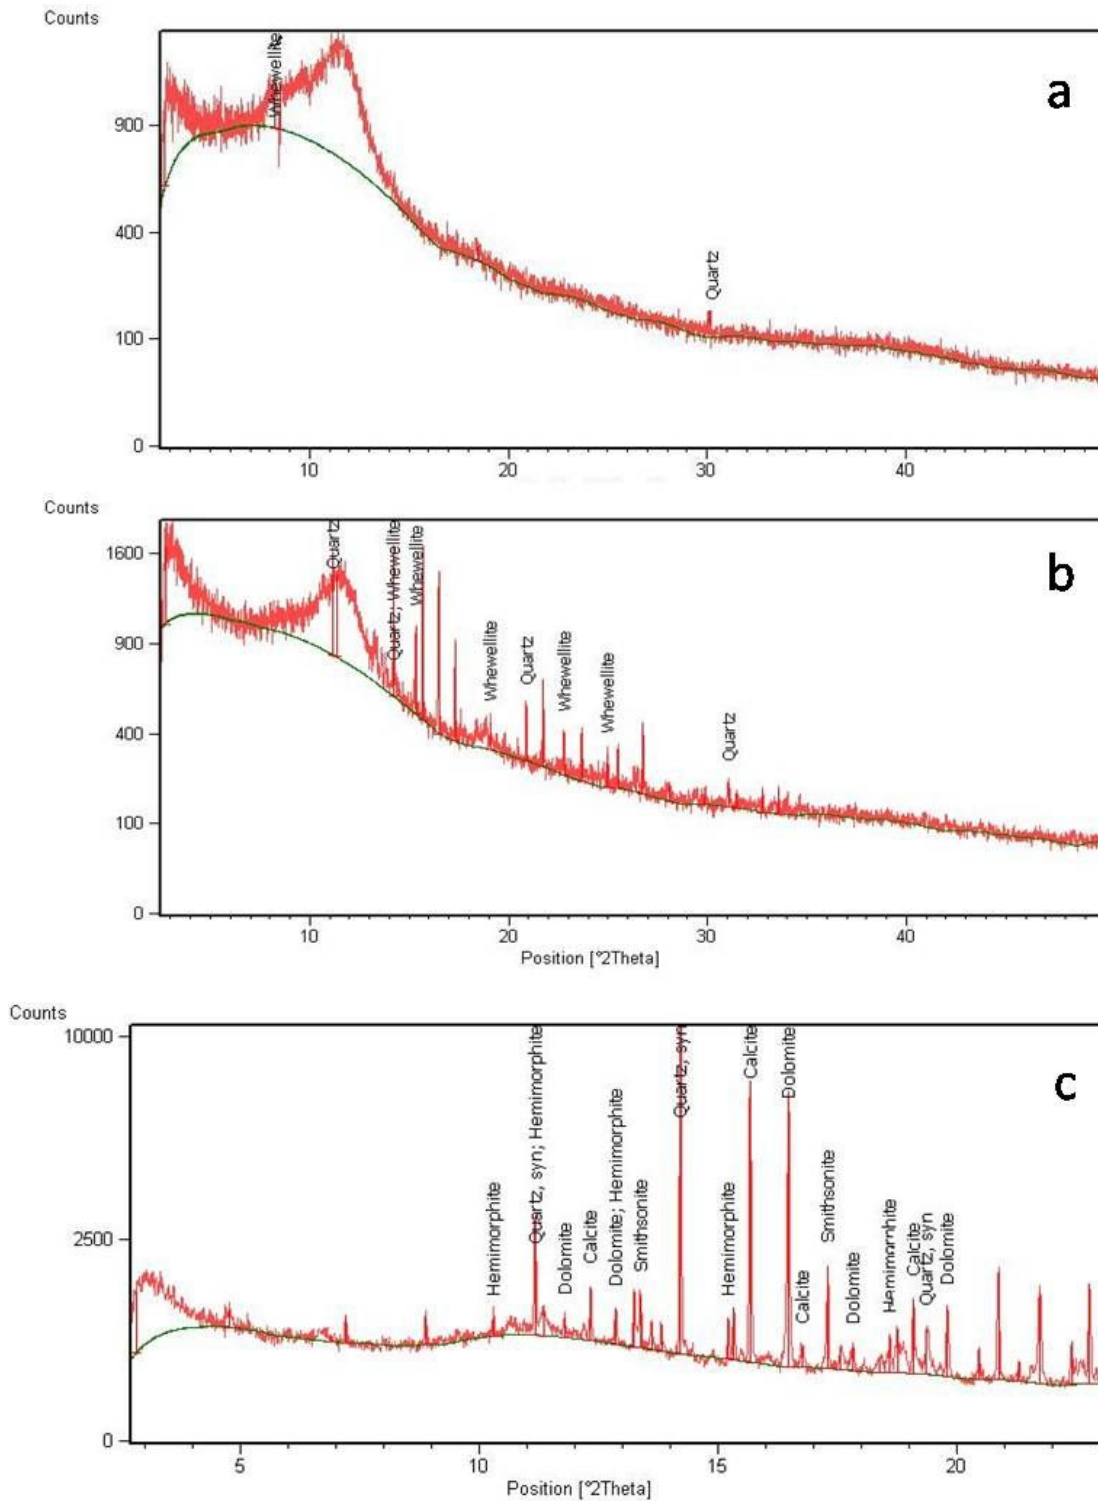 Counts
a
Whewellite
900
400
Quartz
100
0
10 20 30 40
Counts
b
1600
Quartz
Quartz; Whewellite
Whewellite
900
Whewellite
Quartz
Whewellite
Whewellite
Quartz
400
100
0
10 20 30 40
Position [°2Theta]
Counts
c
10000
Hemimorphite
Quartz, syn; Hemimorphite
Dolomite
Calcite
Dolomite; Hemimorphite
Smithsonite
Quartz, syn
Hemimorphite
Calcite
Dolomite
Calcite
Smithsonite
Dolomite
Hemimorphite
Calcite
Quartz, syn
Dolomite
2500
0
5 10 15 20
Position [°2Theta]